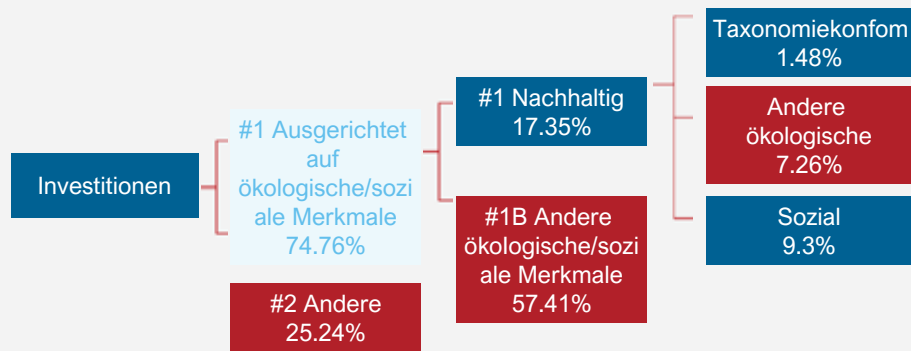 Investitionen
#1 Ausgerichtet
auf
ökologische/sozi
ale Merkmale
74.76%
#2 Andere
25.24%
#1 Nachhaltig
17.35%
#1B Andere
ökologische/sozi
ale Merkmale
57.41%
Taxonomiekonfom
1.48%
Andere
ökologische
7.26%
Sozial
9.3%